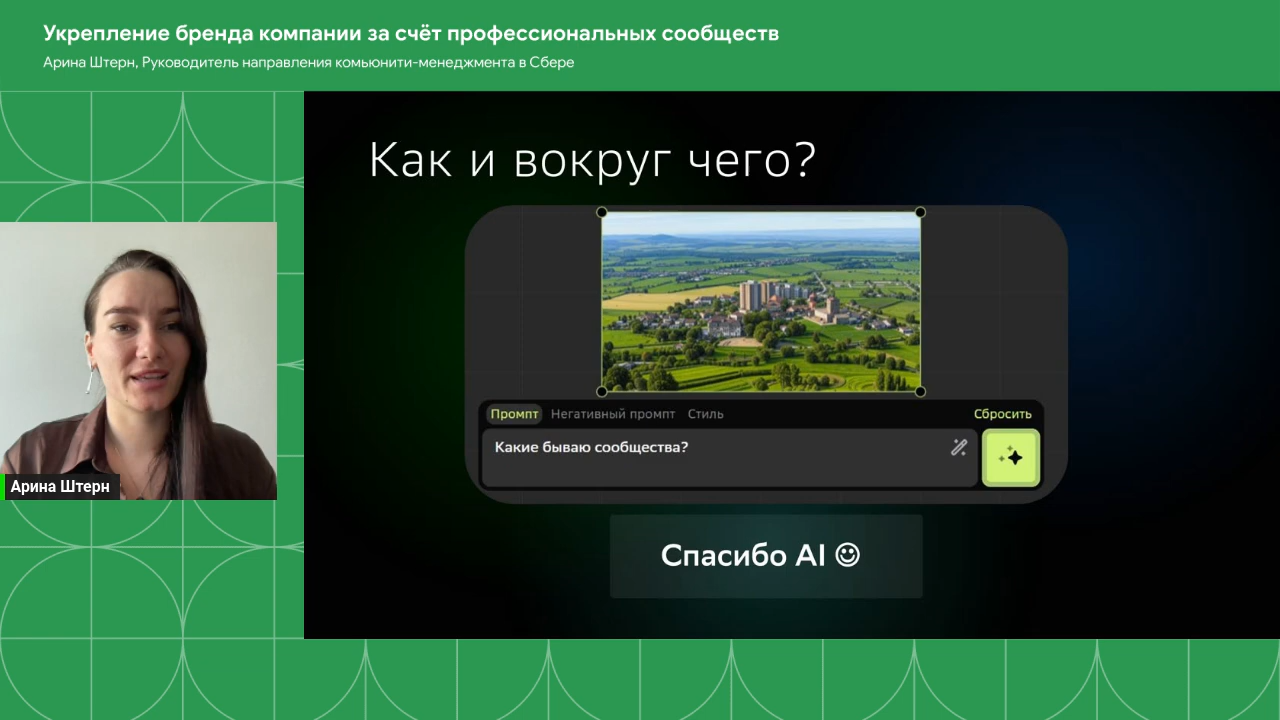 Укрепление бренда компании за счёт профессиональных сообществ
Арина Штерн, Руководитель направления комьюнити-менеджмента в Сбере
Как и вокруг чего?
Промпт Негативный промпт Стиль Сбросить
Какие бываю сообщества?
Арина Штерн
Спасибо AI ☺